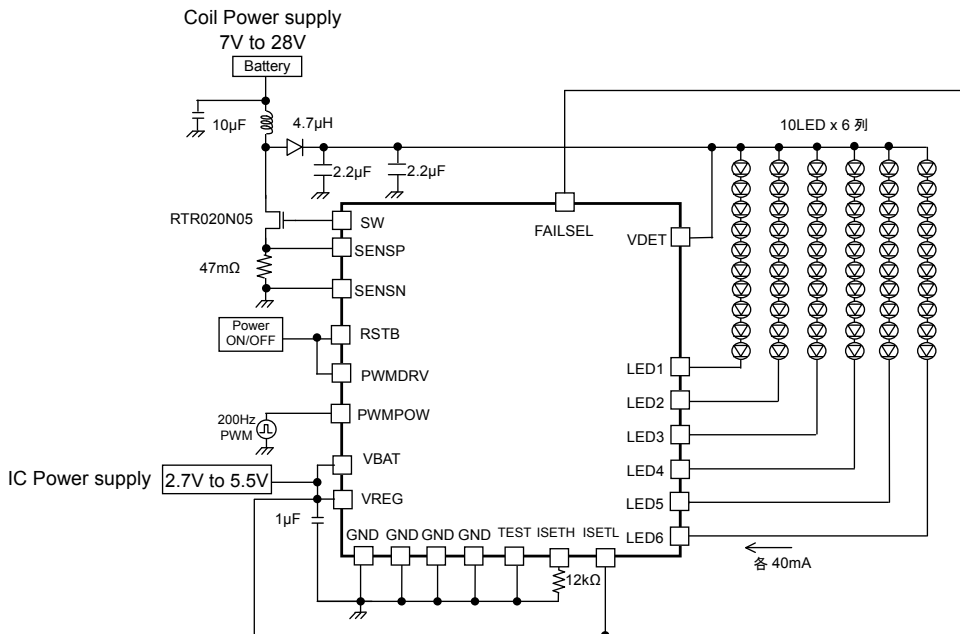 Coil Power supply
7V to 28V
Battery
10µF
4.7µH
2.2µF
2.2µF
10LED x 6 列
RTR020N05
SW
FAILSEL
VDET
SENSP
47mΩ
SENSN
Power
ON/OFF
RSTB
PWMDRV
LED1
LED2
PWMPOW
200Hz
PWM
LED3
VBAT
LED4
IC Power supply
2.7V to 5.5V
VREG
LED5
1µF
GND
GND
GND
GND
TEST
ISETH
ISETL
LED6
各 40mA
12kΩ